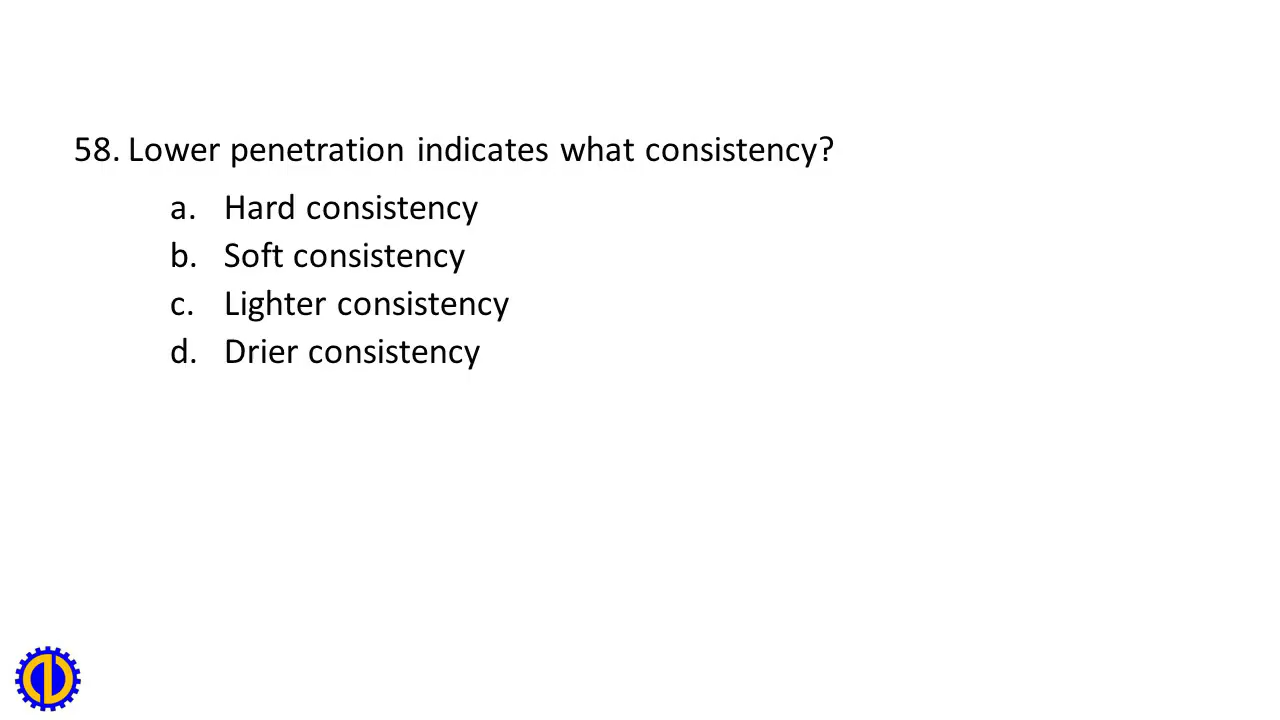 58. Lower penetration indicates what consistency?
a. Hard consistency
b. Soft consistency
c. Lighter consistency
d. Drier consistency